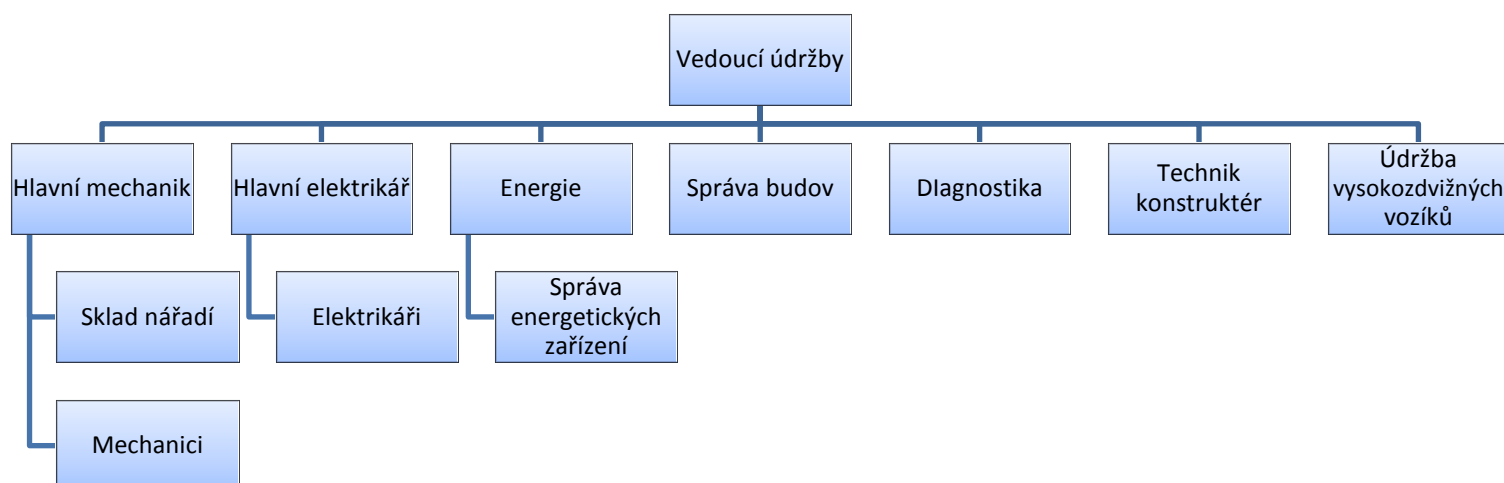 Vedoucí údržby
Hlavní mechanik
Hlavní elektrikář
Energie
Správa budov
DIagnostika
Technik
konstruktér
Údržba
vysokozdvižných
vozíků
Sklad nářadí
Elektrikáři
Správa
energetických
zařízení
Mechanici